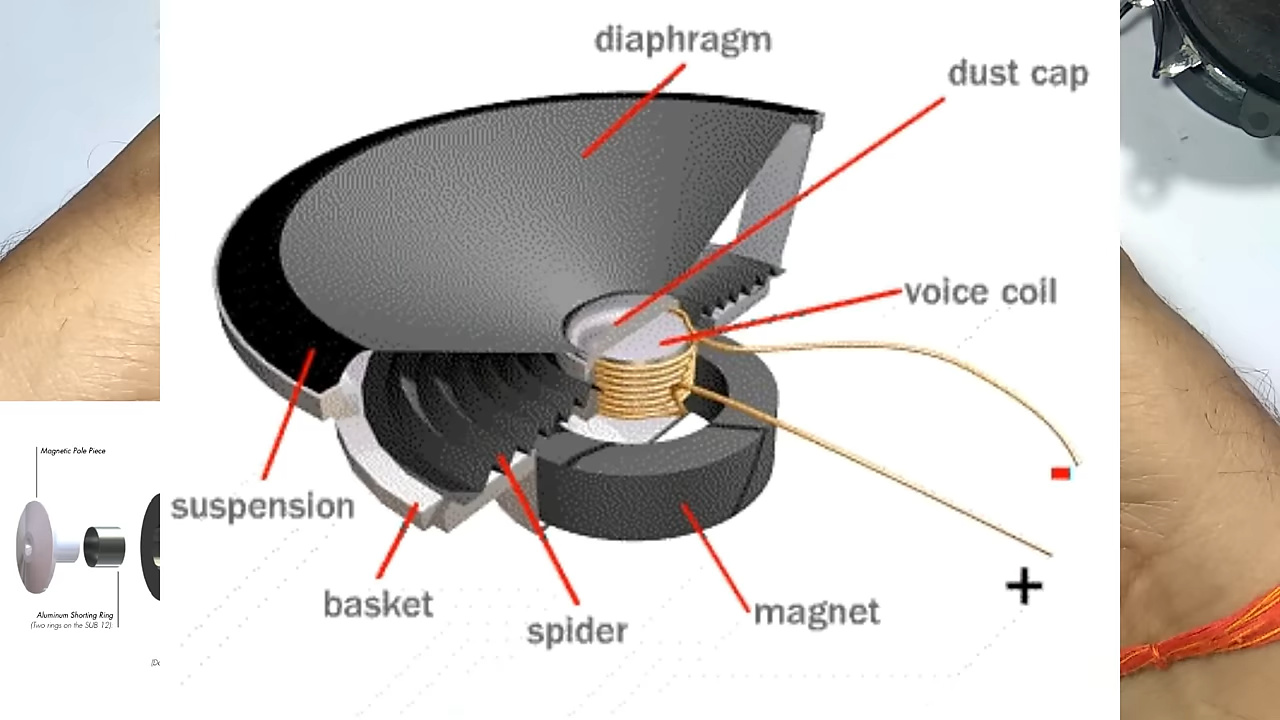 diaphragm
dust cap
voice coil
-
suspension
basket
spider
magnet
+
Magnetic Pole Piece
Aluminum Shorting Ring
(Two rings on the SUB 12).